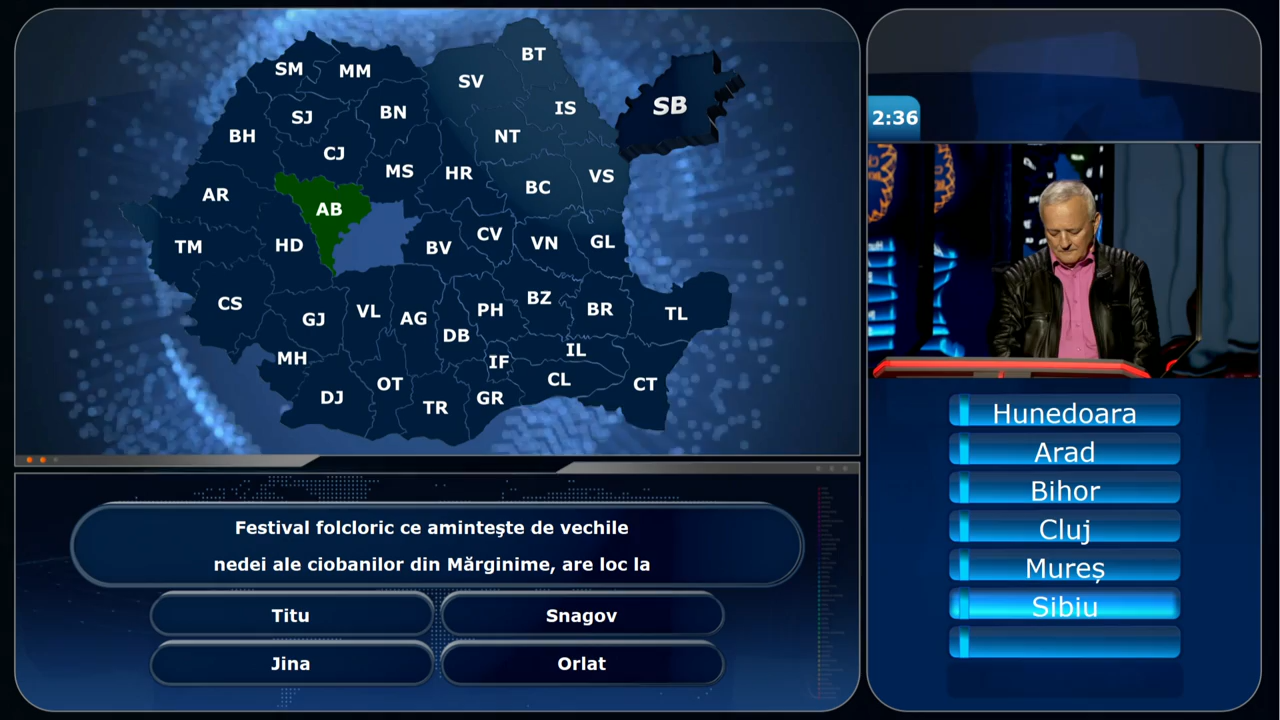 SM
MM
BT
SV
SJ
BN
IS
SB
BH
CJ
NT
MS
HR
VS
AR
BC
AB
TM
HD
BV
CV
VN
GL
CS
GJ
VL
AG
PH
BZ
BR
TL
DB
MH
IF
IL
DJ
OT
TR
GR
CL
CT
2:36
Hunedoara
Arad
Bihor
Cluj
Mureș
Sibiu
Festival folcloric ce aminteşte de vechile
nedei ale ciobanilor din Mărginime, are loc la
Titu
Snagov
Jina
Orlat